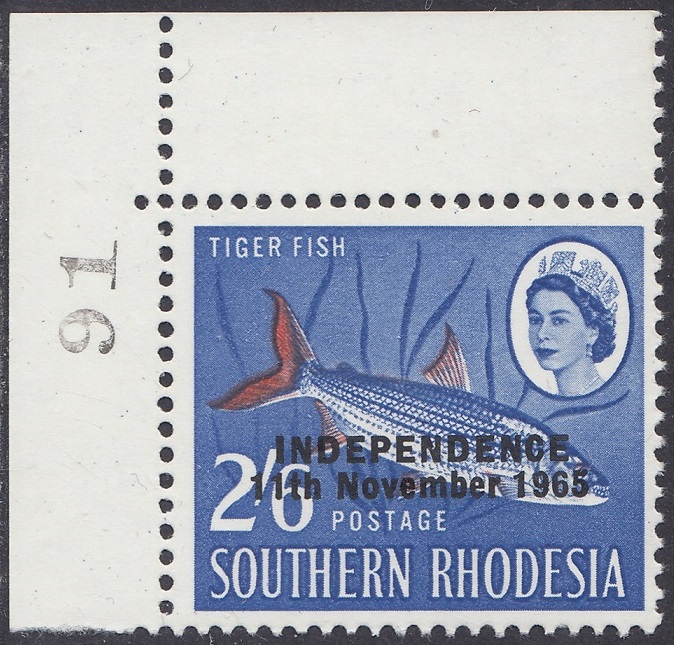 TIGER FISH
INDEPENDENCE
11th November 1965
2/6
POSTAGE
SOUTHERN RHODESIA
91